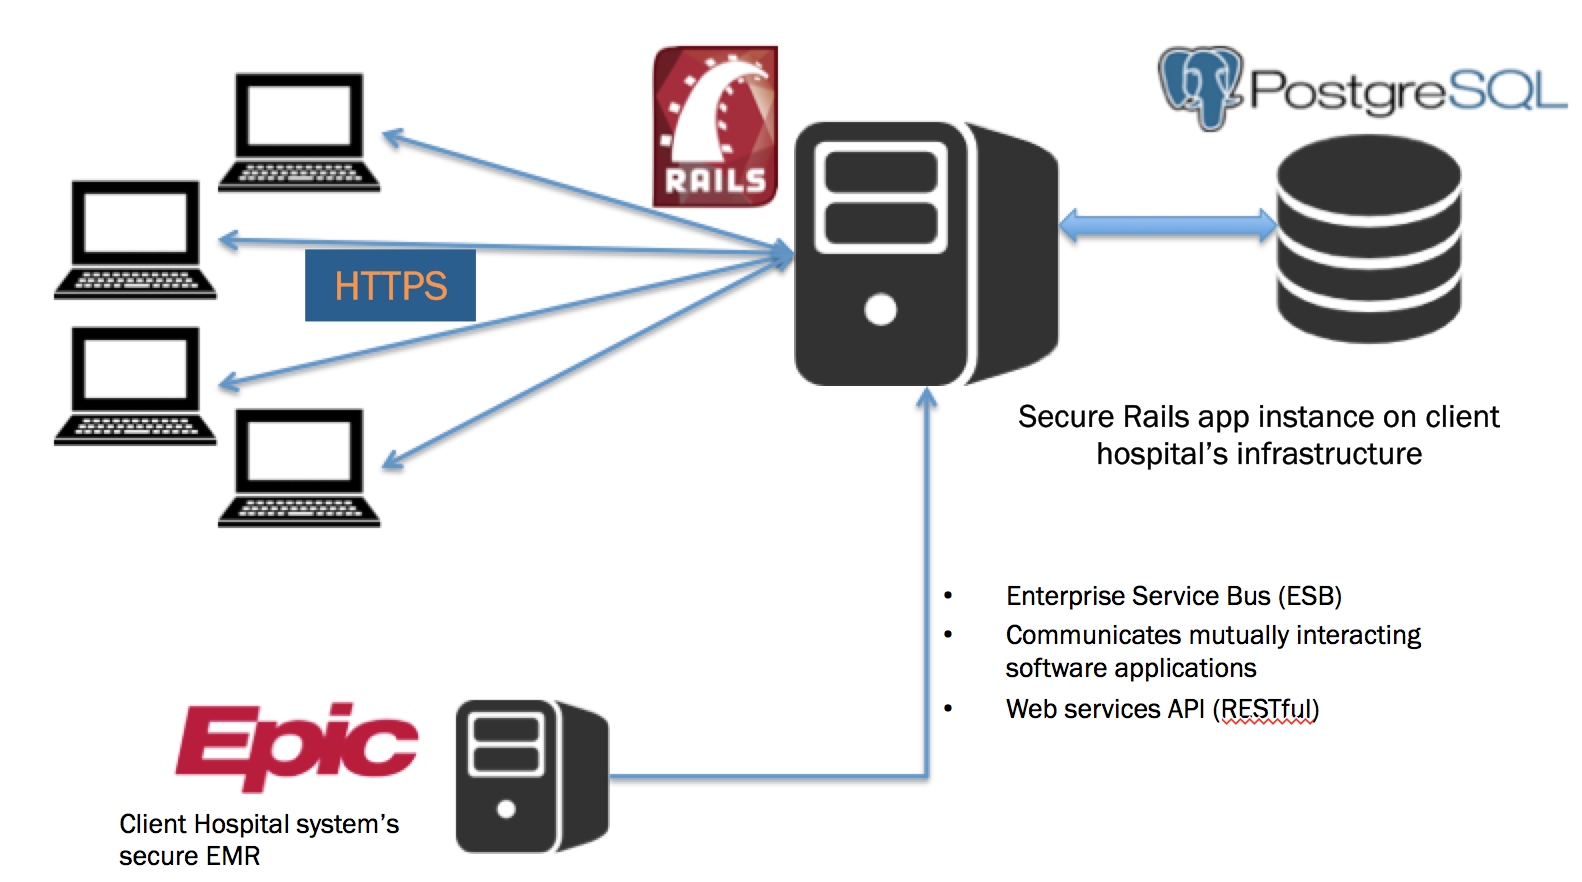 RAILS
PostgreSQL
HTTPS
Secure Rails app instance on client
hospital's infrastructure
• Enterprise Service Bus (ESB)
• Communicates mutually interacting
software applications
• Web services API (RESTful)
Epic
Client Hospital system's
secure EMR